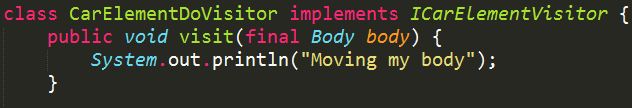 class CarElementDoVisitor implements ICarElementVisitor {
    public void visit(final Body body) {
        System.out.println("Moving my body");
    }